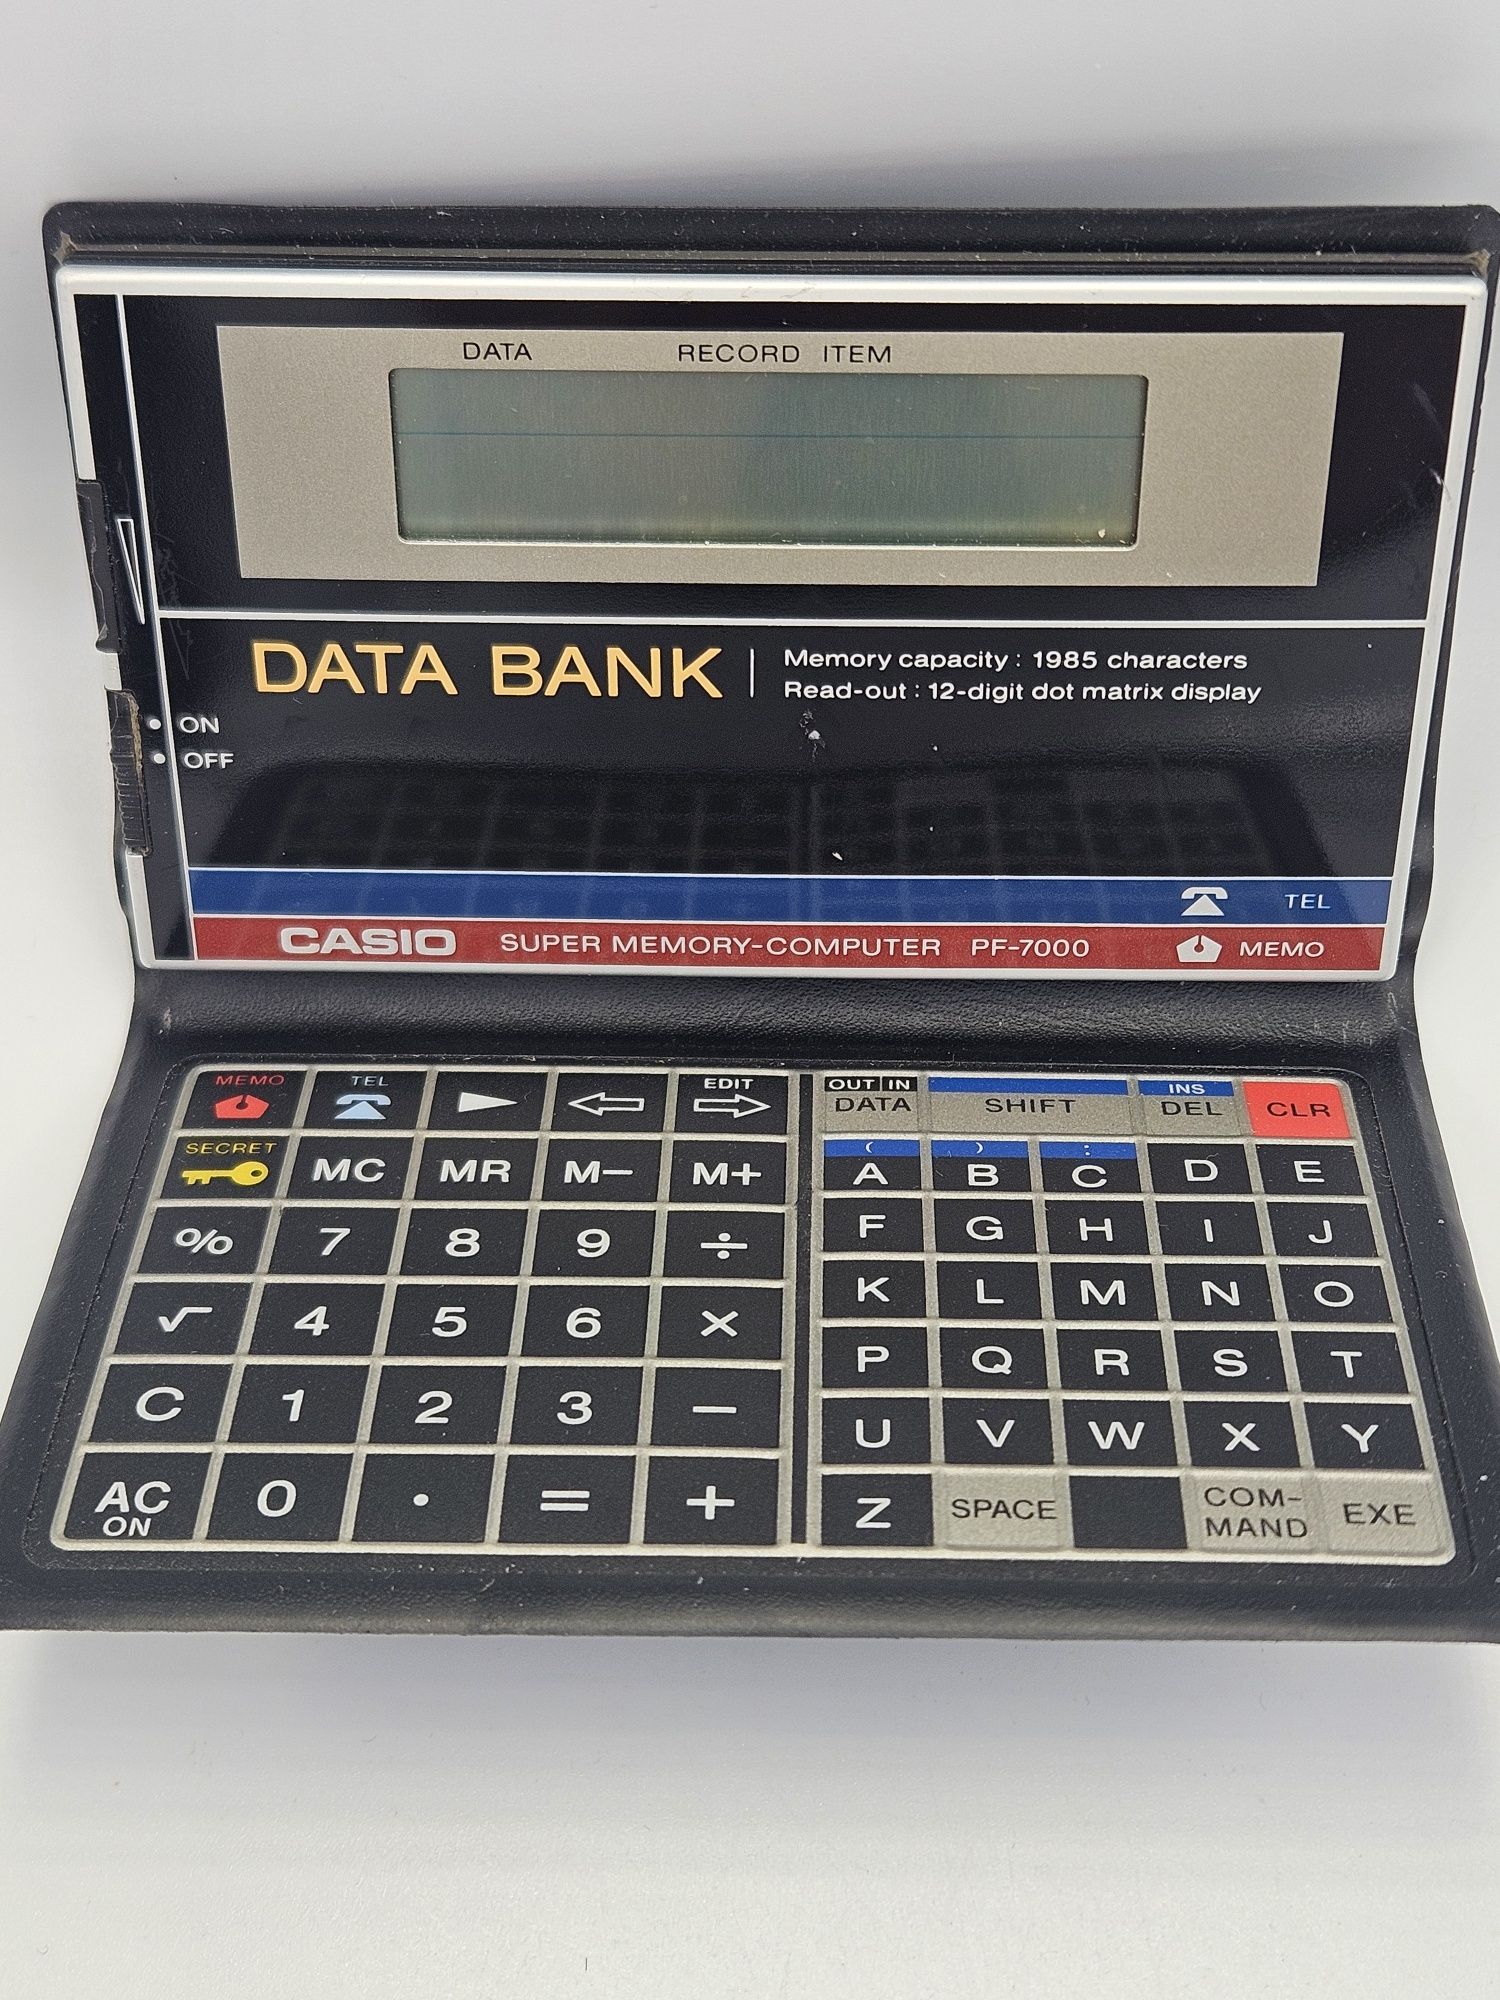 DATA RECORD ITEM
DATA BANK
Memory capacity : 1985 characters
Read-out : 12-digit dot matrix display
ON
OFF
TEL
CASIO SUPER MEMORY-COMPUTER PF-7000 MEMO
MEMO TEL EDIT
SECRET MC MR M− M+
% 7 8 9 ÷
√ 4 5 6 ×
C 1 2 3 −
AC 0 . = +
ON
OUT IN INS
DATA SHIFT DEL CLR
( ) :
A B C D E
F G H I J
K L M N O
P Q R S T
U V W X Y
Z SPACE COM-MAND EXE